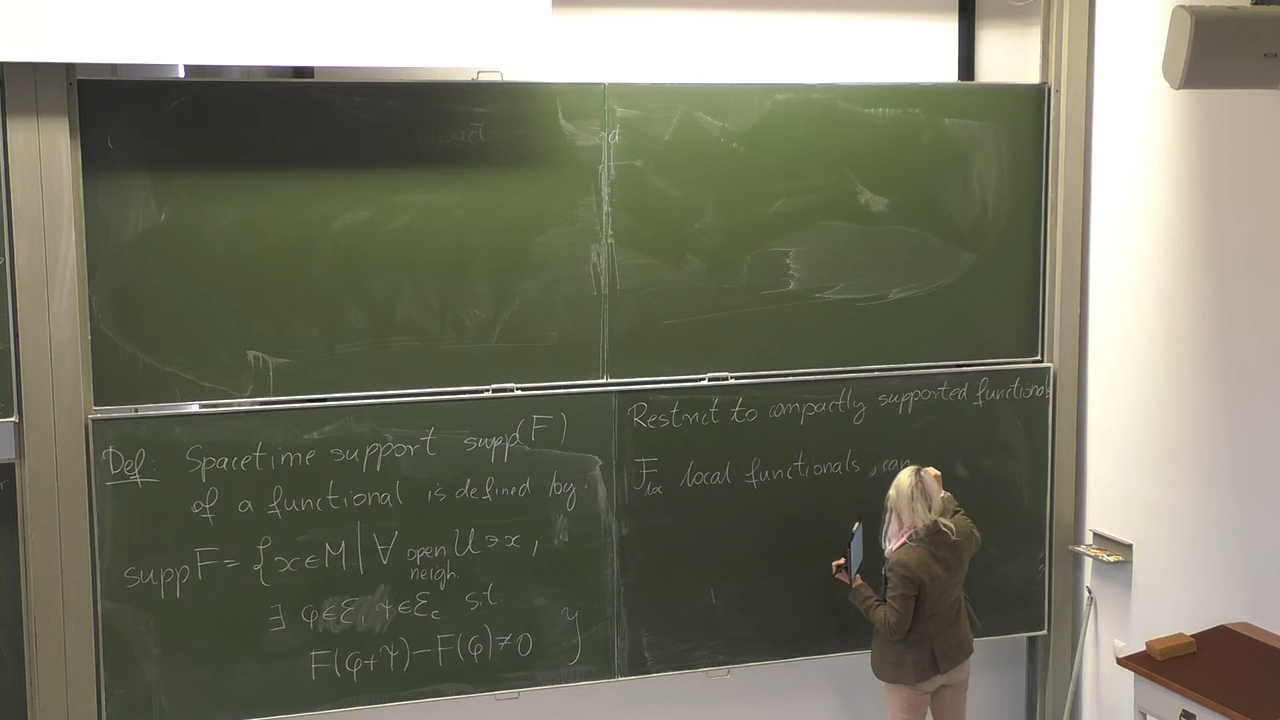 Def: Spacetime support supp(F)
of a functional is defined by:
supp F = {x∈M | ∀ open neigh. U∋x,
∃ φ∈ℰ, ψ∈ℰ_c s.t.
F(φ+ψ)−F(φ)≠0 }
Restrict to compactly supported functionals
F_loc local functionals, can